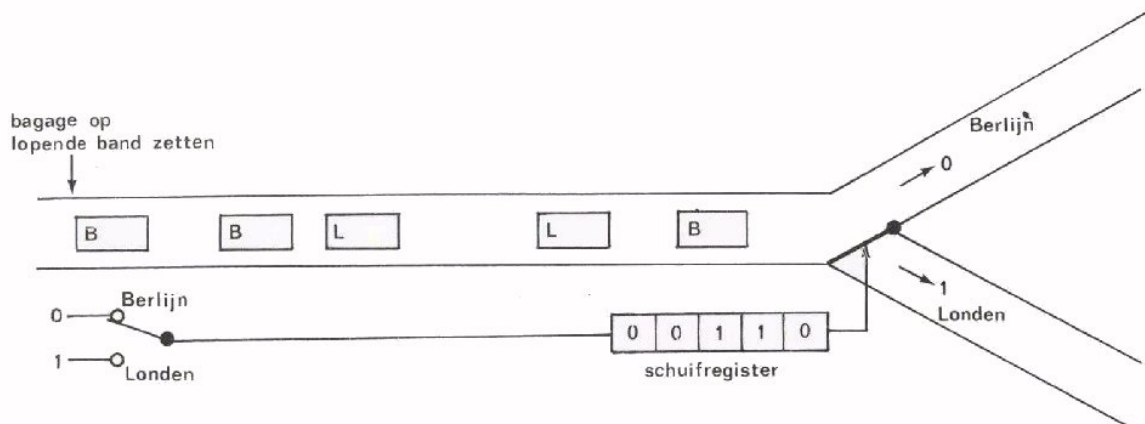 bagage op
lopende band zetten
Berlijn
0
B B L L B
1
Londen
Berlijn
0
1
Londen
0 0 1 1 0
schuifregister